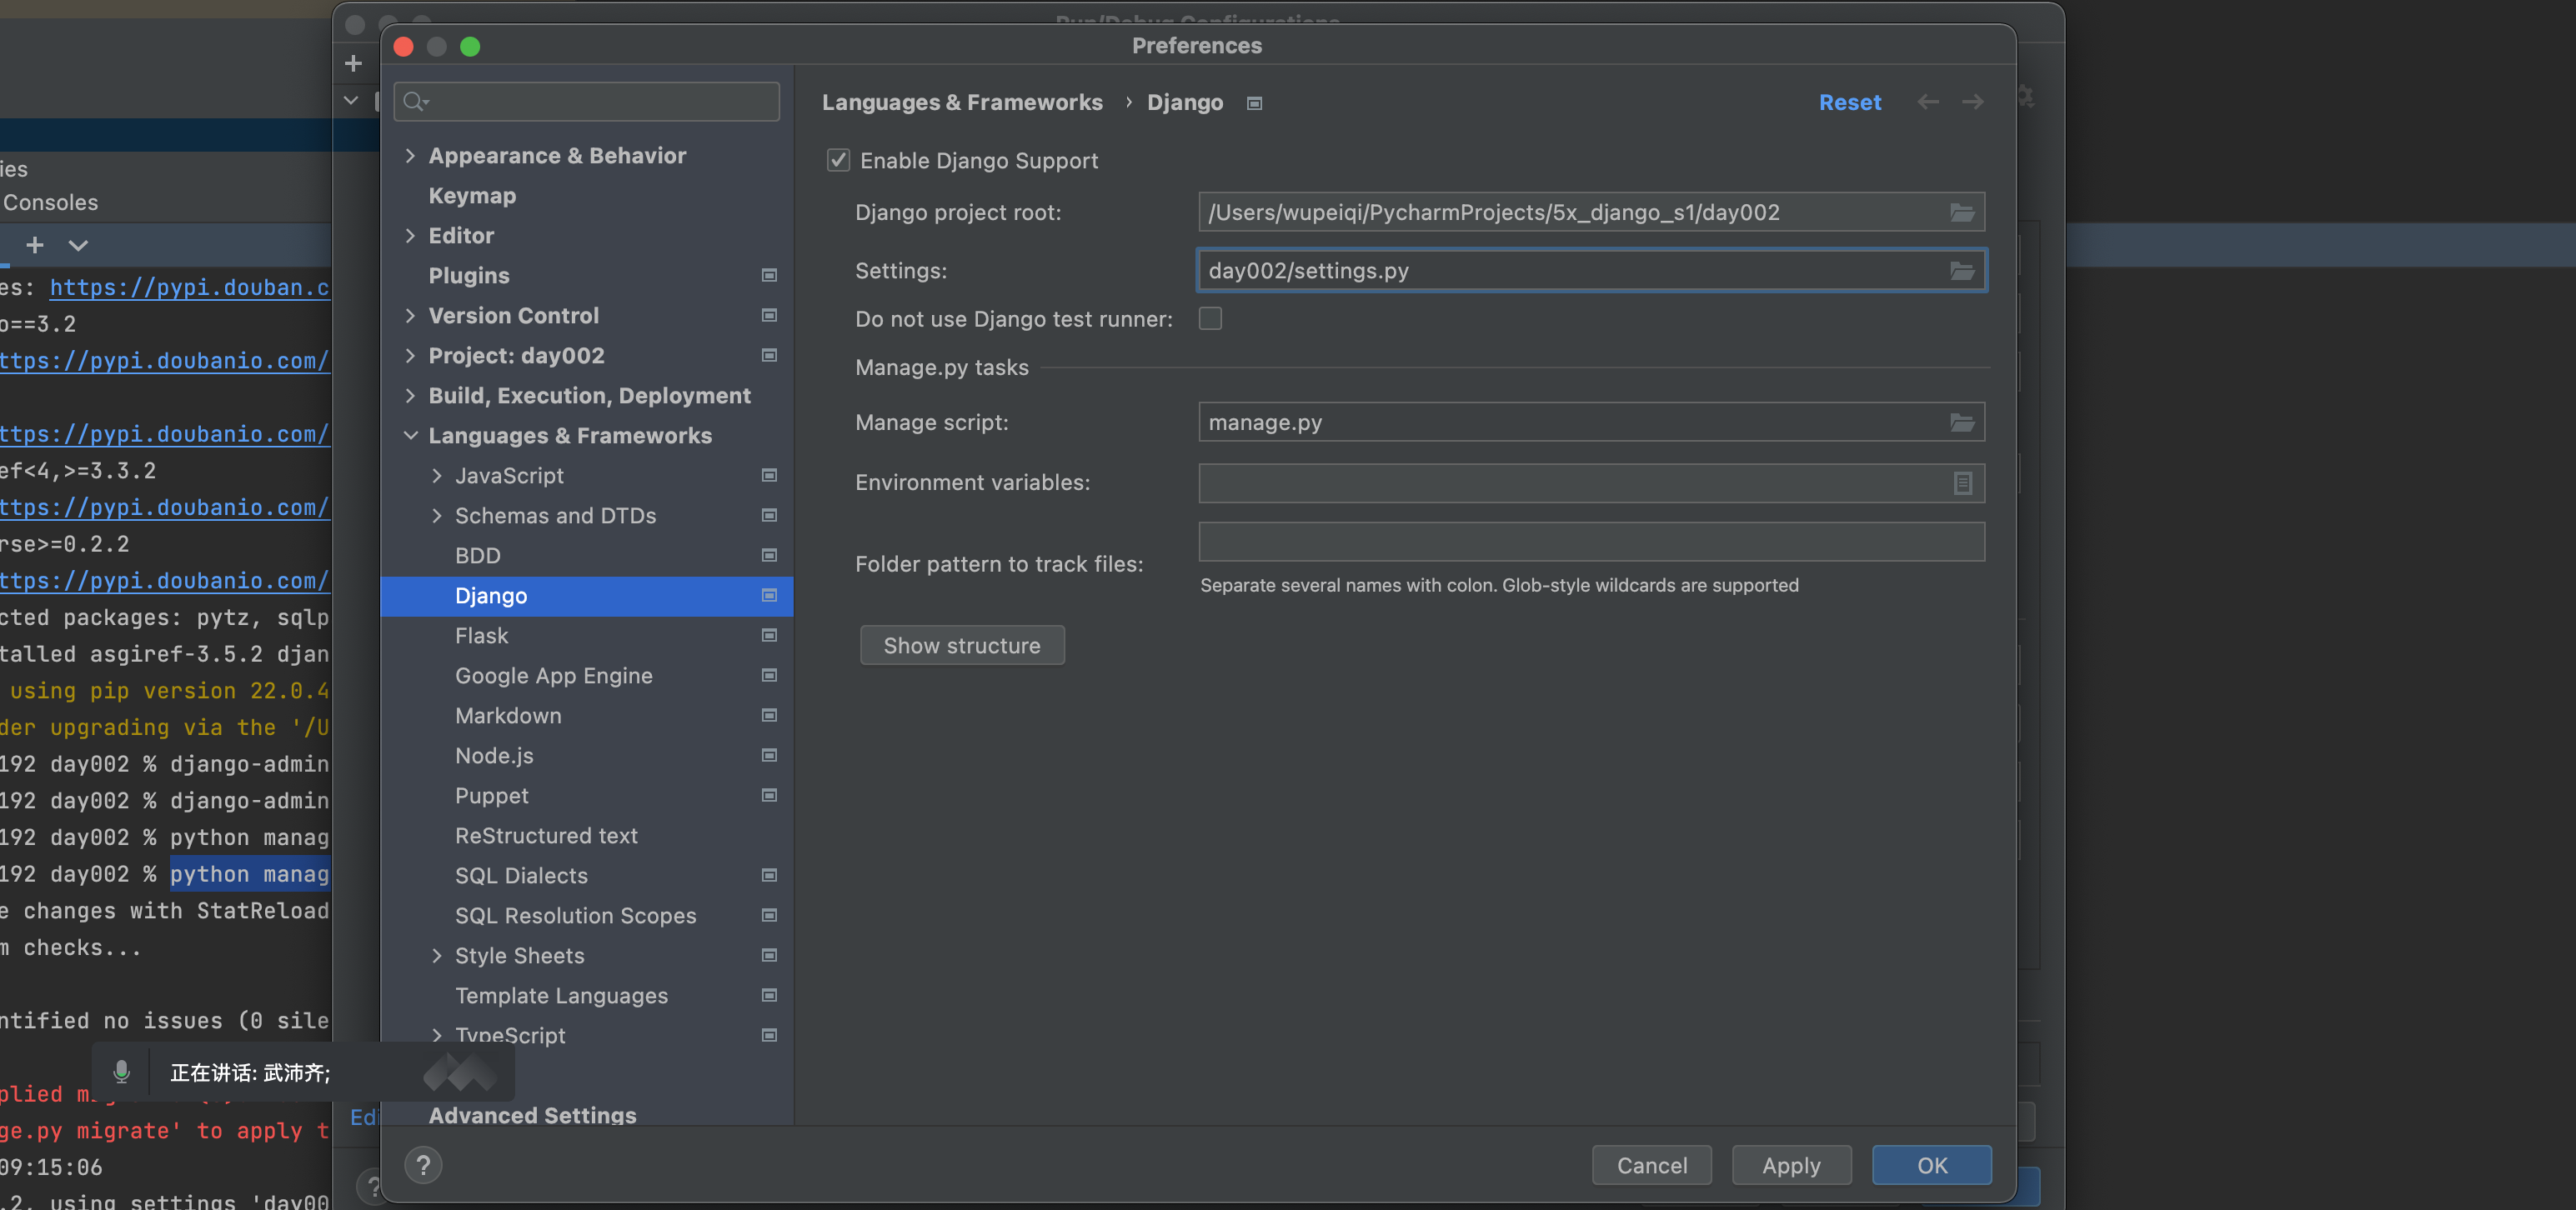 Run/Debug Configurations
Preferences
Languages & Frameworks › Django
Reset
Appearance & Behavior
Keymap
Editor
Plugins
Version Control
Project: day002
Build, Execution, Deployment
Languages & Frameworks
JavaScript
Schemas and DTDs
BDD
Django
Flask
Google App Engine
Markdown
Node.js
Puppet
ReStructured text
SQL Dialects
SQL Resolution Scopes
Style Sheets
Template Languages
TypeScript
Advanced Settings
Enable Django Support
Django project root: /Users/wupeiqi/PycharmProjects/5x_django_s1/day002
Settings: day002/settings.py
Do not use Django test runner:
Manage.py tasks
Manage script: manage.py
Environment variables:
Folder pattern to track files:
Separate several names with colon. Glob-style wildcards are supported
Show structure
?
Cancel
Apply
OK
ies
Consoles
es: https://pypi.douban.c
o==3.2
ttps://pypi.doubanio.com/
ttps://pypi.doubanio.com/
ef<4,>=3.3.2
ttps://pypi.doubanio.com/
rse>=0.2.2
ttps://pypi.doubanio.com/
cted packages: pytz, sqlp
talled asgiref-3.5.2 djan
using pip version 22.0.4
der upgrading via the '/U
192 day002 % django-admin
192 day002 % django-admin
192 day002 % python manag
192 day002 % python manag
e changes with StatReload
m checks...
ntified no issues (0 sile
正在讲话: 武沛齐;
plied m
Edi
ge.py migrate' to apply t
09:15:06
.2, using settings 'day00
?